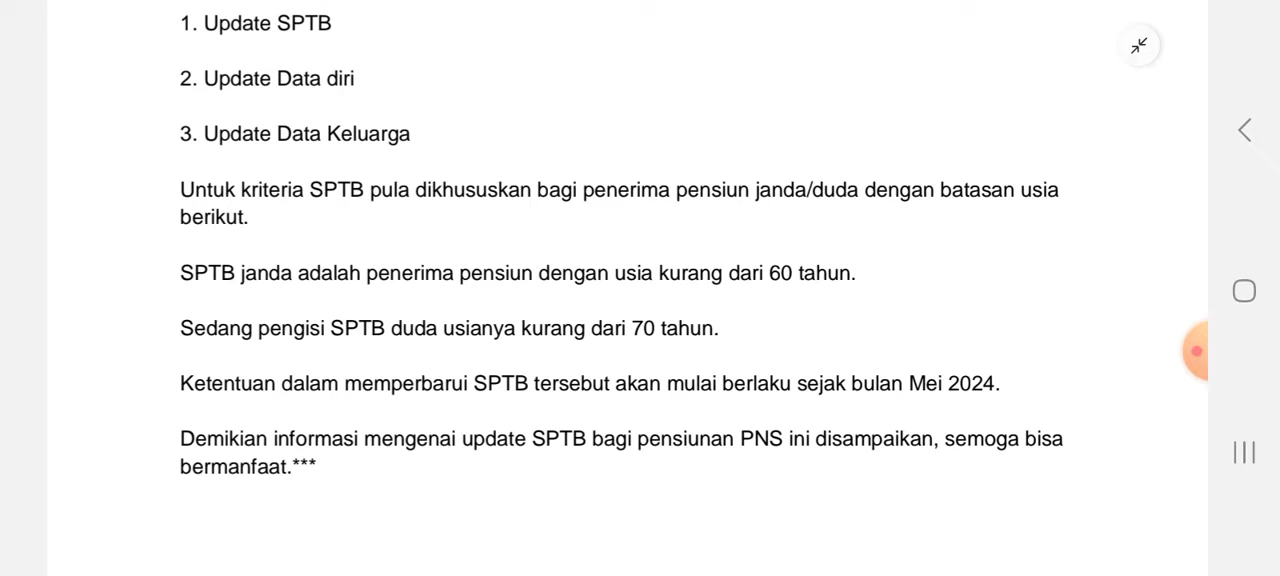 1. Update SPTB
2. Update Data diri
3. Update Data Keluarga
Untuk kriteria SPTB pula dikhususkan bagi penerima pensiun janda/duda dengan batasan usia
berikut.
SPTB janda adalah penerima pensiun dengan usia kurang dari 60 tahun.
Sedang pengisi SPTB duda usianya kurang dari 70 tahun.
Ketentuan dalam memperbarui SPTB tersebut akan mulai berlaku sejak bulan Mei 2024.
Demikian informasi mengenai update SPTB bagi pensiunan PNS ini disampaikan, semoga bisa
bermanfaat.***